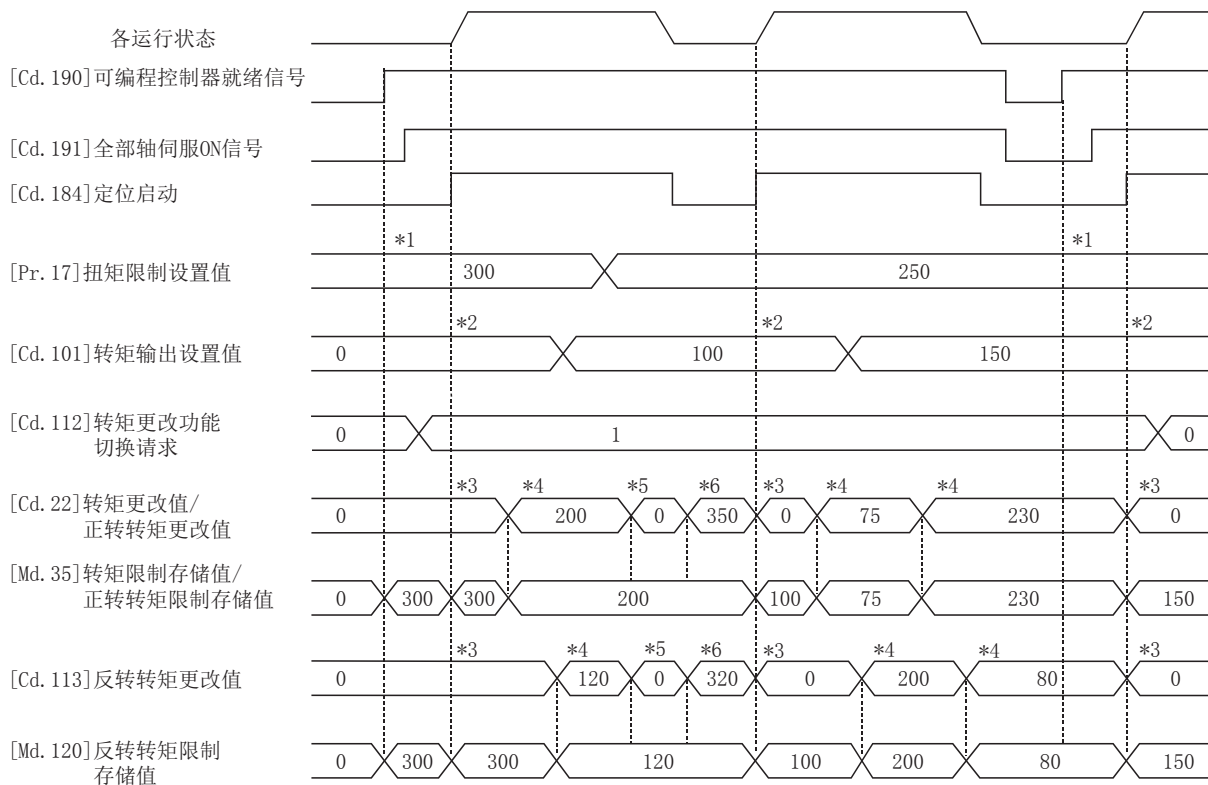 各运行状态
[Cd.190]可编程控制器就绪信号
[Cd.191]全部轴伺服ON信号
[Cd.184]定位启动
*1 *1
[Pr.17]扭矩限制设置值 300 250
*2 *2 *2
[Cd.101]转矩输出设置值 0 100 150
[Cd.112]转矩更改功能
切换请求 0 1 0
*3 *4 *5 *6 *3 *4 *4 *3
[Cd.22]转矩更改值/
正转转矩更改值 0 200 0 350 0 75 230 0
[Md.35]转矩限制存储值/
正转转矩限制存储值 0 300 300 200 100 75 230 150
*3 *4 *5 *6 *3 *4 *4 *3
[Cd.113]反转转矩更改值 0 120 0 320 0 200 80 0
[Md.120]反转转矩限制
存储值 0 300 300 120 100 200 80 150